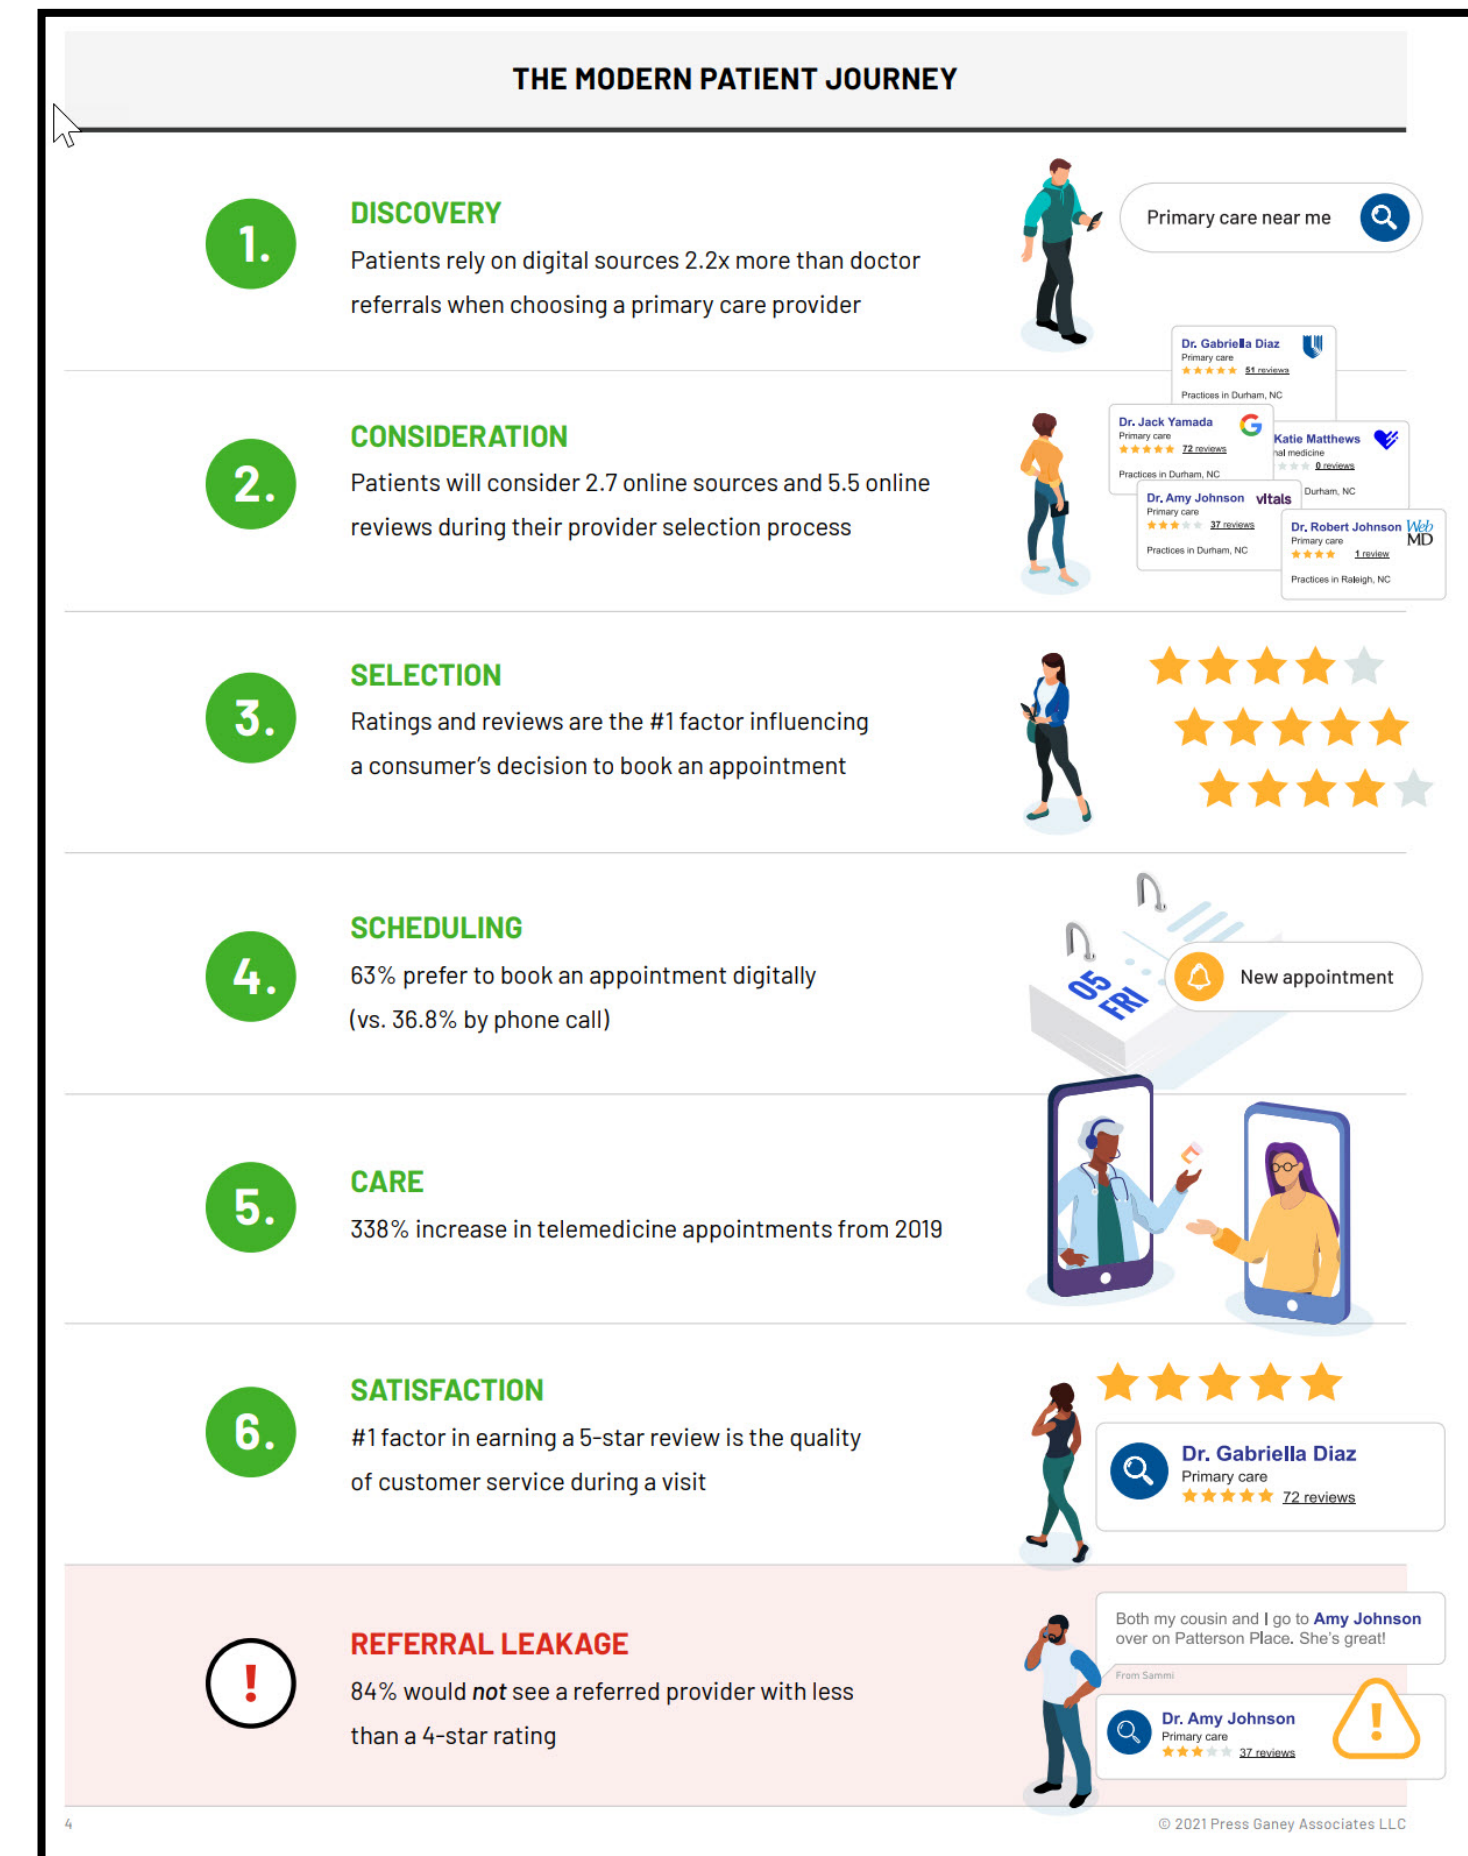 THE MODERN PATIENT JOURNEY
1.
DISCOVERY
Patients rely on digital sources 2.2x more than doctor
referrals when choosing a primary care provider
Primary care near me
2.
CONSIDERATION
Patients will consider 2.7 online sources and 5.5 online
reviews during their provider selection process
Dr. Gabriella Diaz
Primary care
51 reviews
Practices in Durham, NC
Dr. Jack Yamada
G
Primary care
72 reviews
Practices in Durham, NC
Katie Matthews
nal medicine
0 reviews
Durham, NC
Dr. Amy Johnson vitals
Primary care
37 reviews
Practices in Durham, NC
Dr. Robert Johnson WebMD
Primary care
1 review
Practices in Raleigh, NC
3.
SELECTION
Ratings and reviews are the #1 factor influencing
a consumer's decision to book an appointment
4.
SCHEDULING
63% prefer to book an appointment digitally
(vs. 36.8% by phone call)
05
FRI
New appointment
5.
CARE
338% increase in telemedicine appointments from 2019
6.
SATISFACTION
#1 factor in earning a 5-star review is the quality
of customer service during a visit
Dr. Gabriella Diaz
Primary care
72 reviews
!
REFERRAL LEAKAGE
84% would not see a referred provider with less
than a 4-star rating
Both my cousin and I go to Amy Johnson
over on Patterson Place. She's great!
From Sammi
Dr. Amy Johnson
Primary care
37 reviews
!
4
© 2021 Press Ganey Associates LLC